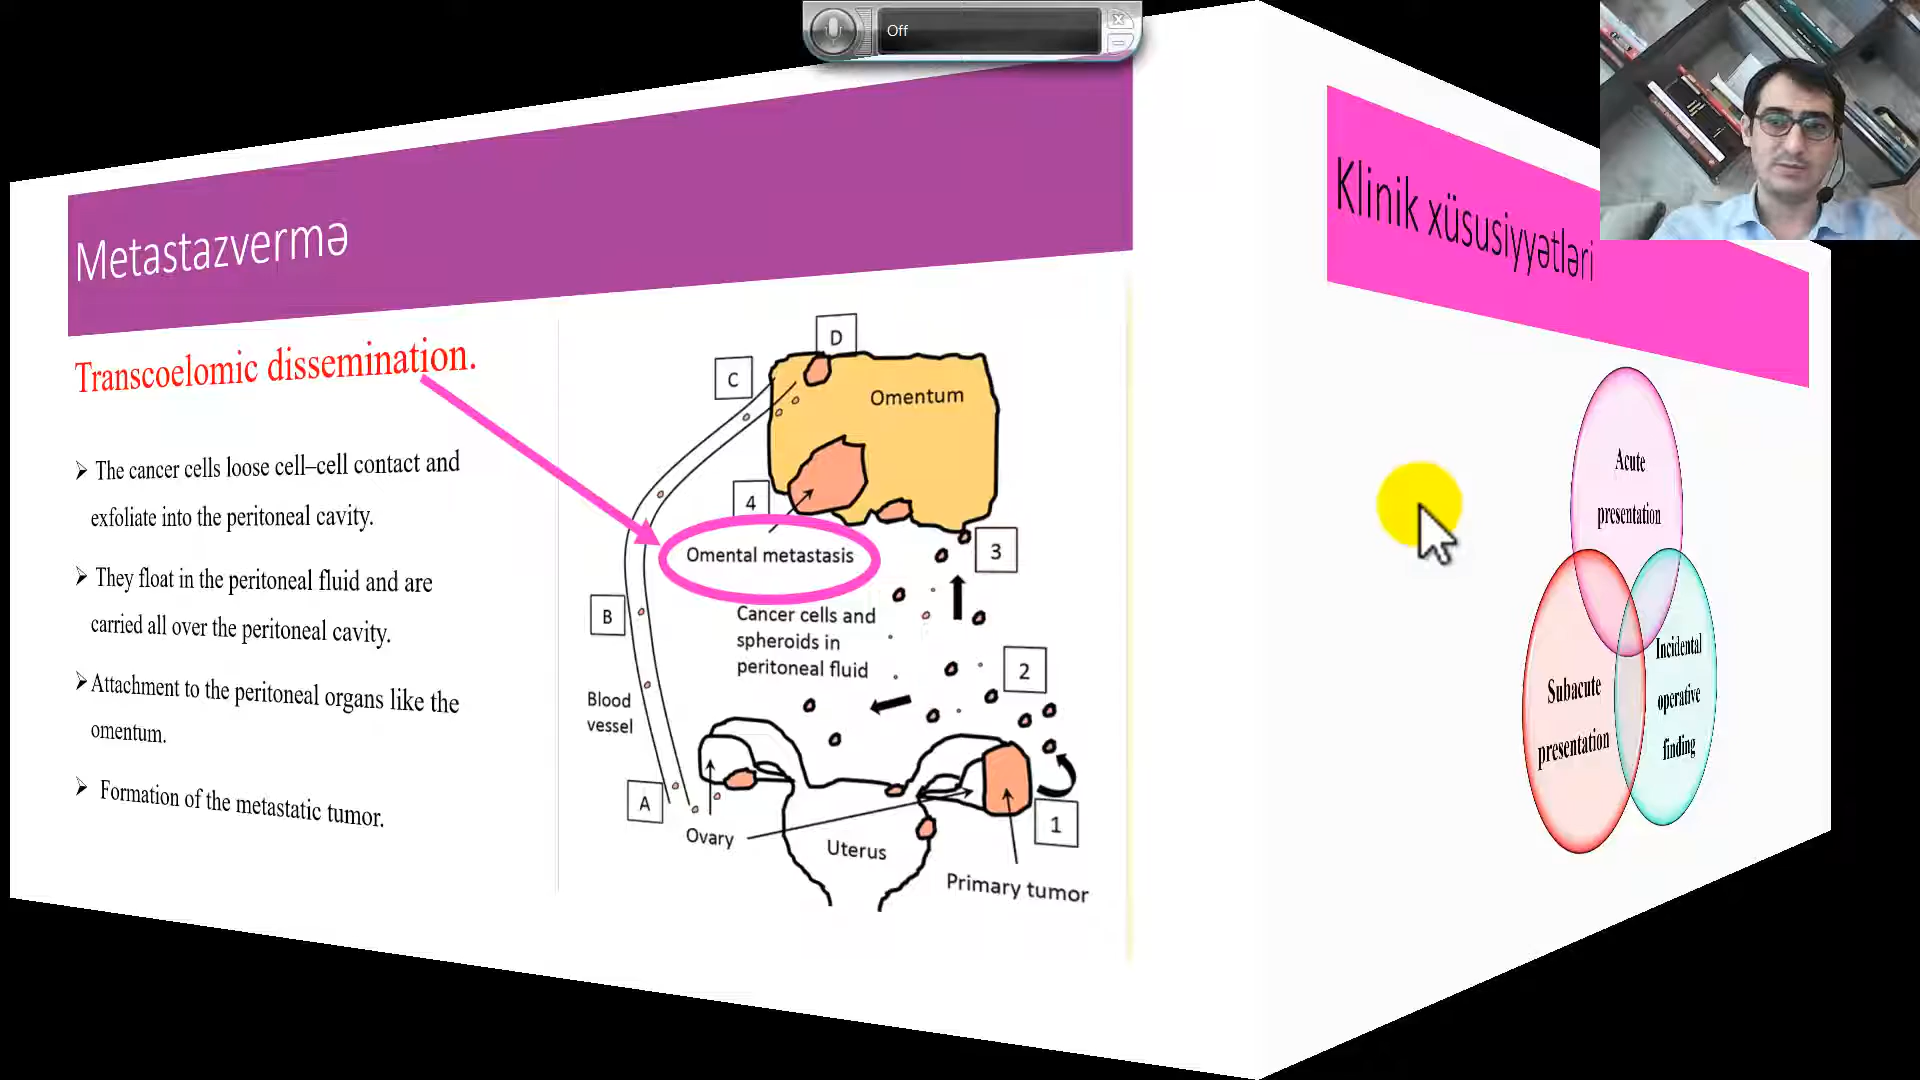 Off
Metastazvermə
Transcoelomic dissemination.
➢ The cancer cells loose cell–cell contact and
exfoliate into the peritoneal cavity.
➢ They float in the peritoneal fluid and are
carried all over the peritoneal cavity.
➢ Attachment to the peritoneal organs like the
omentum.
➢ Formation of the metastatic tumor.
D
C
Omentum
4
Omental metastasis
3
B
Cancer cells and
spheroids in
peritoneal fluid
2
Blood
vessel
A
Ovary
Uterus
1
Primary tumor
Klinik xüsusiyyətləri
Acute
presentation
Subacute
presentation
Incidental
operative
finding